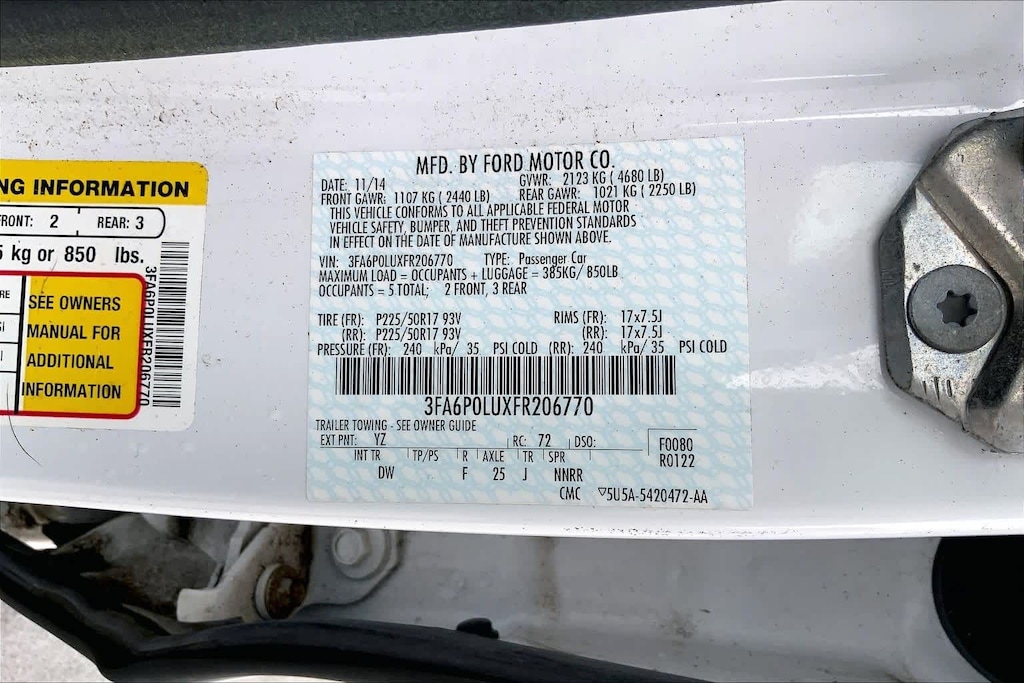 NG INFORMATION
FRONT: 2 REAR: 3
5 kg or 850 lbs.
SEE OWNERS
MANUAL FOR
ADDITIONAL
INFORMATION
3FA6P0LUXFR206770
MFD. BY FORD MOTOR CO.
DATE: 11/14 GVWR: 2123 KG ( 4680 LB)
FRONT GAWR: 1107 KG ( 2440 LB) REAR GAWR: 1021 KG ( 2250 LB)
THIS VEHICLE CONFORMS TO ALL APPLICABLE FEDERAL MOTOR
VEHICLE SAFETY, BUMPER, AND THEFT PREVENTION STANDARDS
IN EFFECT ON THE DATE OF MANUFACTURE SHOWN ABOVE.
VIN: 3FA6P0LUXFR206770 TYPE: Passenger Car
MAXIMUM LOAD = OCCUPANTS + LUGGAGE = 385KG/ 850LB
OCCUPANTS = 5 TOTAL; 2 FRONT, 3 REAR
TIRE (FR): P225/50R17 93V RIMS (FR): 17x7.5J
(RR): P225/50R17 93V (RR): 17x7.5J
PRESSURE (FR): 240 kPa/ 35 PSI COLD (RR): 240 kPa/ 35 PSI COLD
3FA6P0LUXFR206770
TRAILER TOWING - SEE OWNER GUIDE
EXT PNT: YZ RC: 72 DSO: F0080
INT TR TP/PS R AXLE TR SPR R0122
DW F 25 J NNRR
CMC ▽5U5A-5420472-AA